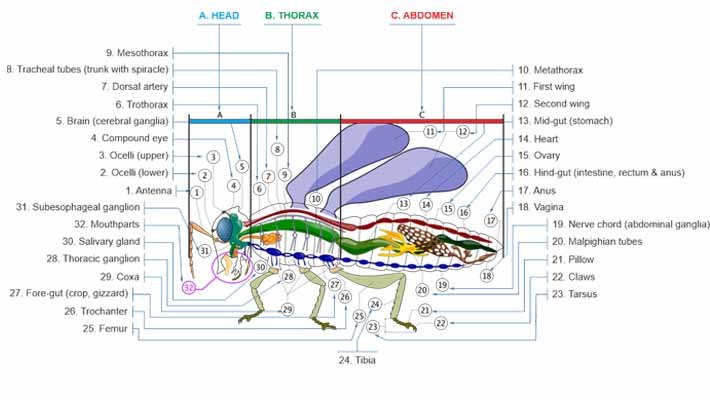 A. HEAD
B. THORAX
C. ABDOMEN
9. Mesothorax
8. Tracheal tubes (trunk with spiracle)
7. Dorsal artery
6. Trothorax
5. Brain (cerebral ganglia)
4. Compound eye
3. Ocelli (upper)
2. Ocelli (lower)
1. Antenna
31. Subesophageal ganglion
32. Mouthparts
30. Salivary gland
28. Thoracic ganglion
29. Coxa
27. Fore-gut (crop, gizzard)
26. Trochanter
25. Femur
24. Tibia
10. Metathorax
11. First wing
12. Second wing
13. Mid-gut (stomach)
14. Heart
15. Ovary
16. Hind-gut (intestine, rectum & anus)
17. Anus
18. Vagina
19. Nerve chord (abdominal ganglia)
20. Malpighian tubes
21. Pillow
22. Claws
23. Tarsus
A
B
C
11
12
8
3
5
2
7
9
4
6
1
10
13
14
15
16
17
31
30
28
18
32
27
19
20
26
24
29
25
21
23
22